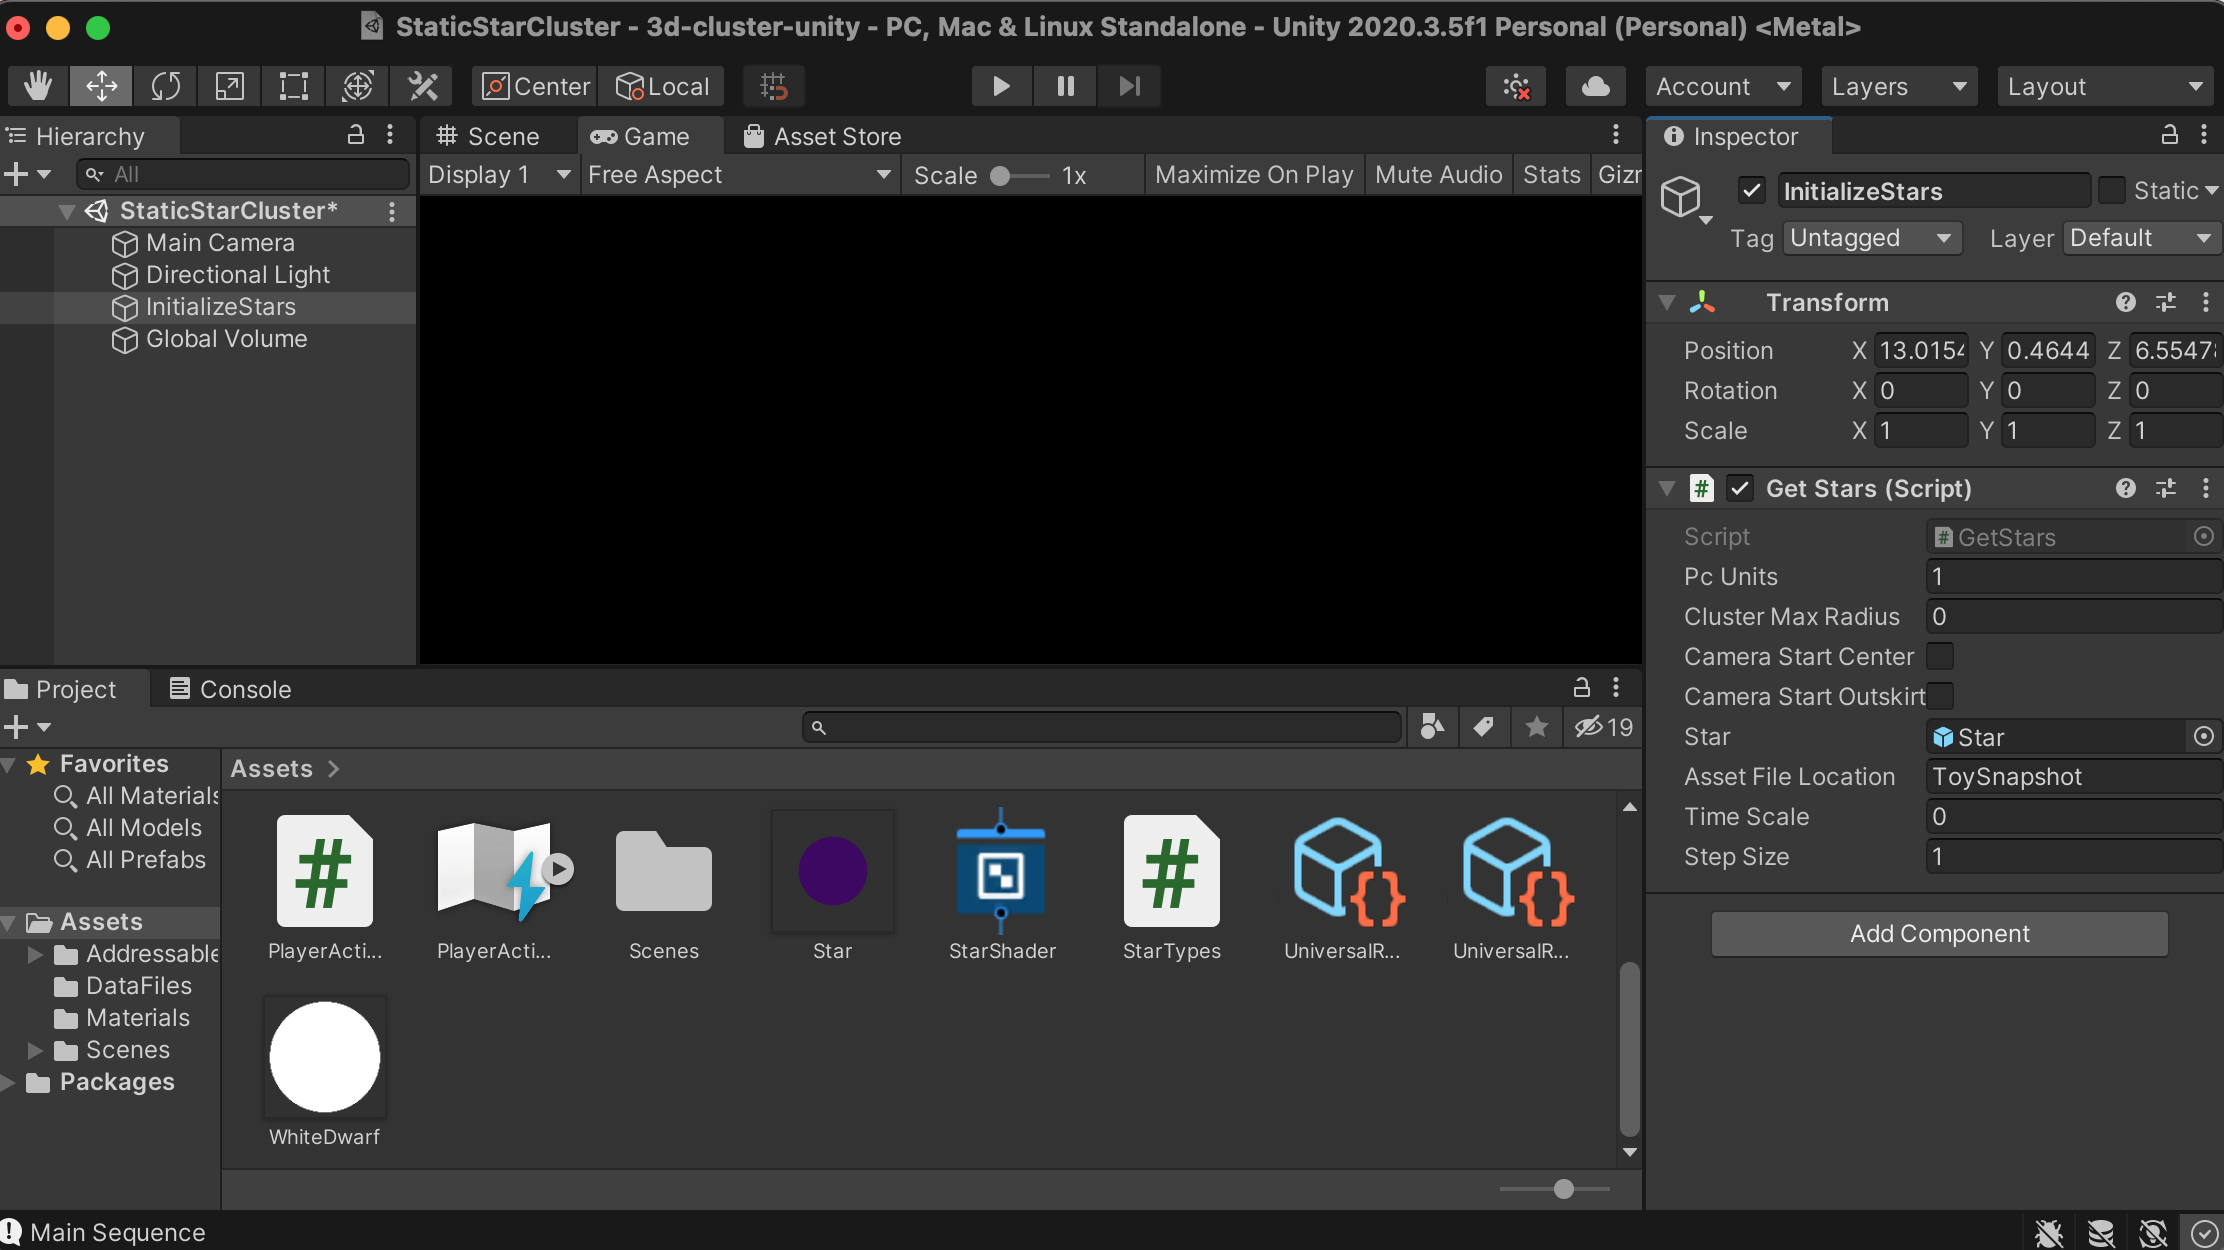 StaticStarCluster - 3d-cluster-unity - PC, Mac & Linux Standalone - Unity 2020.3.5f1 Personal (Personal) <Metal>
Center Local Account Layers Layout
Hierarchy
All
StaticStarCluster*
Main Camera
Directional Light
InitializeStars
Global Volume
Scene Game Asset Store
Display 1 Free Aspect Scale 1x Maximize On Play Mute Audio Stats Gizr
Inspector
InitializeStars Static
Tag Untagged Layer Default
Transform
Position X 13.0154 Y 0.4644 Z 6.5547
Rotation X 0 Y 0 Z 0
Scale X 1 Y 1 Z 1
# Get Stars (Script)
Script # GetStars
Pc Units 1
Cluster Max Radius 0
Camera Start Center
Camera Start Outskirt
Star Star
Asset File Location ToySnapshot
Time Scale 0
Step Size 1
Add Component
Project Console
19
Favorites
All Materials
All Models
All Prefabs
Assets
Addressable
DataFiles
Materials
Scenes
Packages
Assets >
# # {} {}
PlayerActi... PlayerActi... Scenes Star StarShader StarTypes UniversalR... UniversalR...
WhiteDwarf
Main Sequence